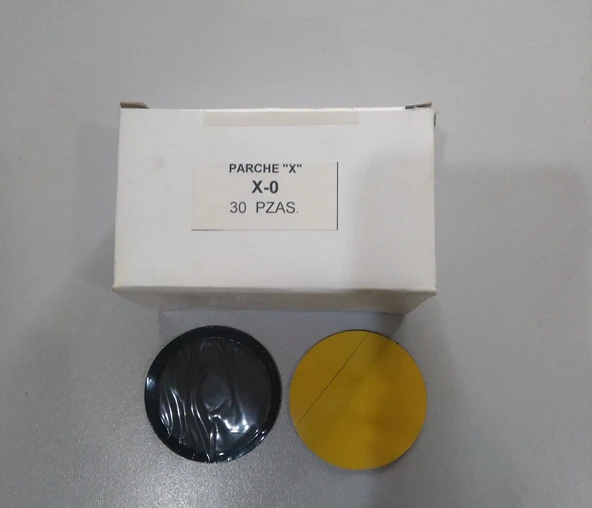 PARCHE "X"
X-0
30 PZAS.